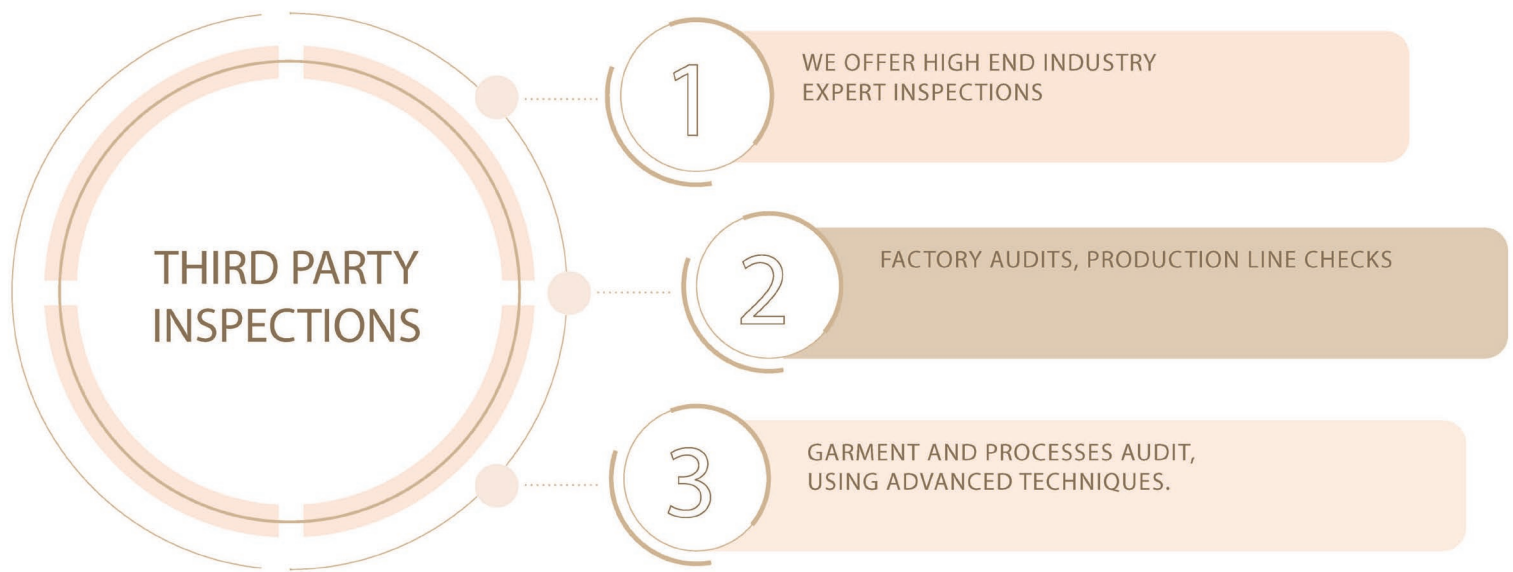 THIRD PARTY
INSPECTIONS
1
WE OFFER HIGH END INDUSTRY
EXPERT INSPECTIONS
2
FACTORY AUDITS, PRODUCTION LINE CHECKS
3
GARMENT AND PROCESSES AUDIT,
USING ADVANCED TECHNIQUES.